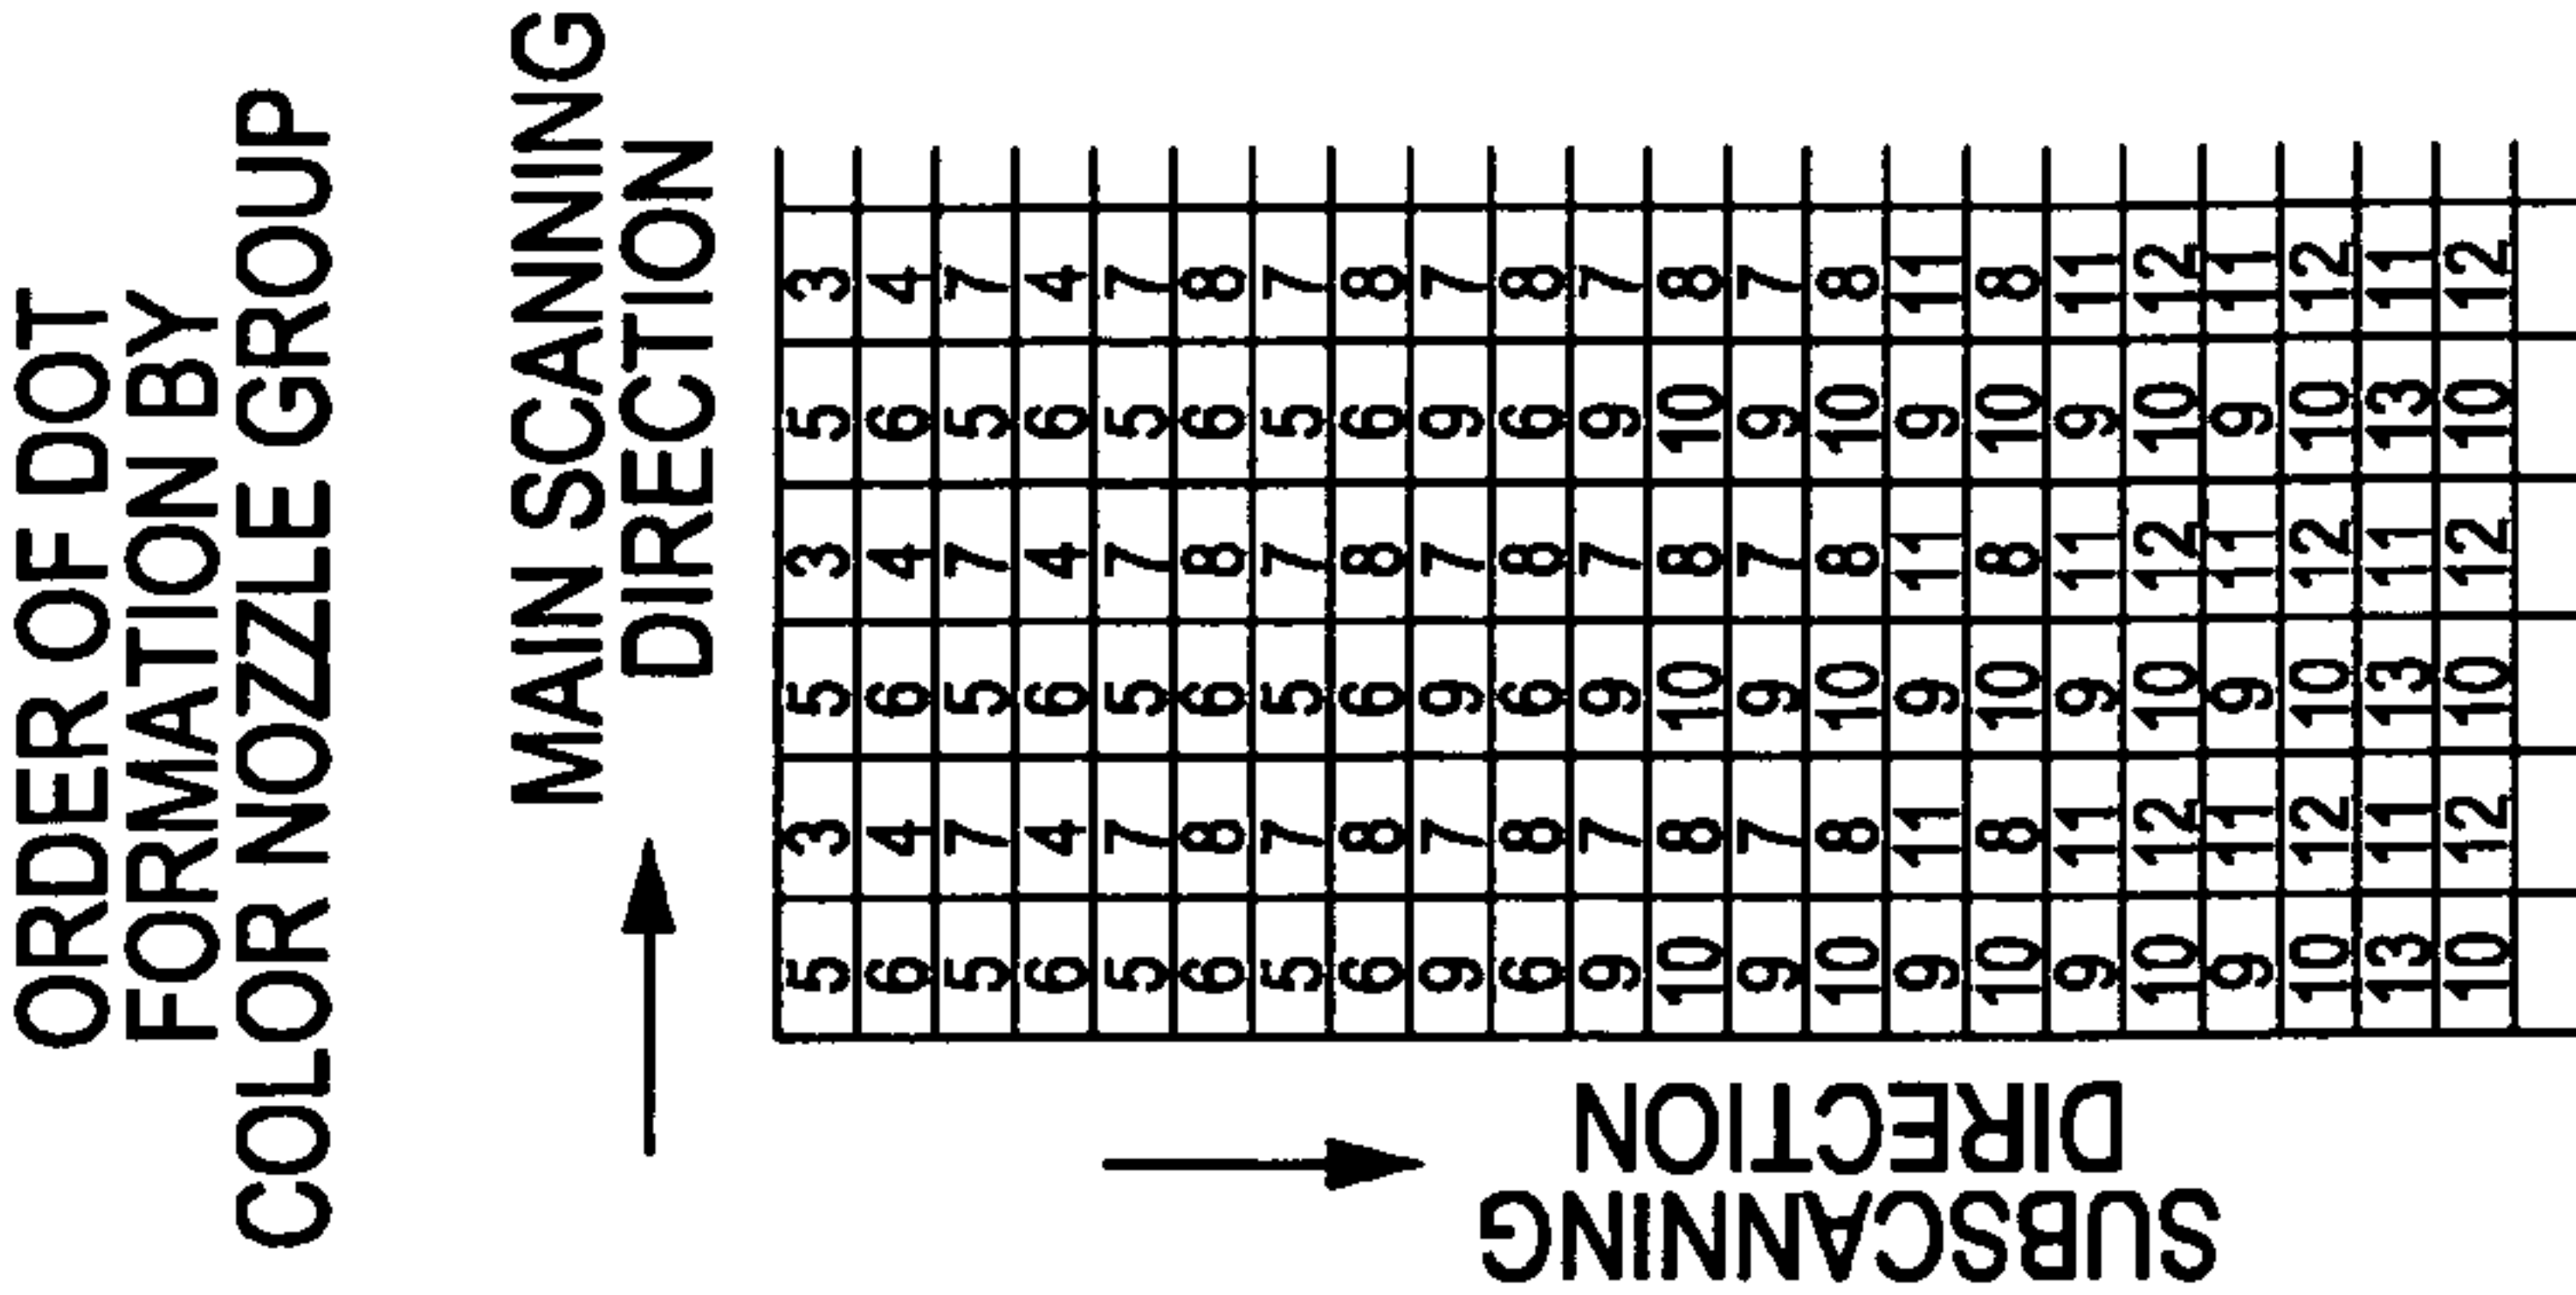 ORDER OF DOT
FORMATION BY
COLOR NOZZLE GROUP
MAIN SCANNING
DIRECTION
SUBSCANNING
DIRECTION
5 3 5 3 5 3
6 4 6 4 6 4
5 7 5 7 5 7
6 4 6 4 6 4
5 7 5 7 5 7
6 8 6 8 6 8
5 7 5 7 5 7
6 8 6 8 6 8
9 7 9 7 9 7
6 8 6 8 6 8
9 7 9 7 9 7
10 8 10 8 10 8
9 7 9 7 9 7
10 8 10 8 10 8
9 11 9 11 9 11
10 8 10 8 10 8
9 11 9 11 9 11
10 12 10 12 10 12
9 11 9 11 9 11
10 12 10 12 10 12
13 11 13 11 13 11
10 12 10 12 10 12